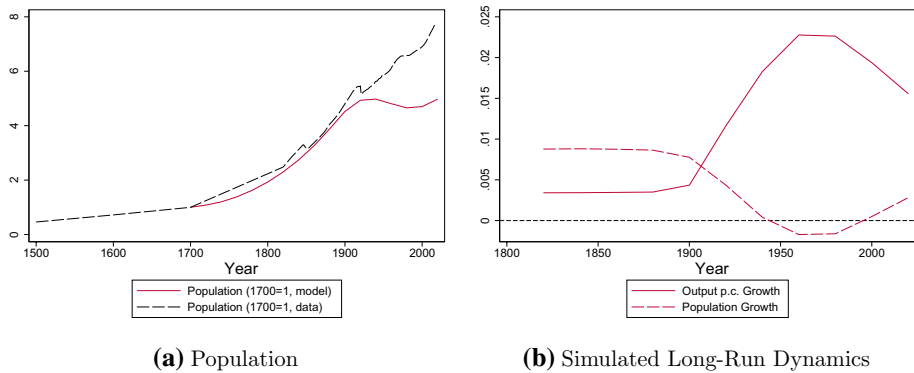 8
6
4
2
0
1500
1600
1700
1800
1900
2000
Year
Population (1700=1, model)
Population (1700=1, data)
(a) Population
.025
.02
.015
.01
.005
0
1800
1850
1900
1950
2000
Year
Output p.c. Growth
Population Growth
(b) Simulated Long-Run Dynamics